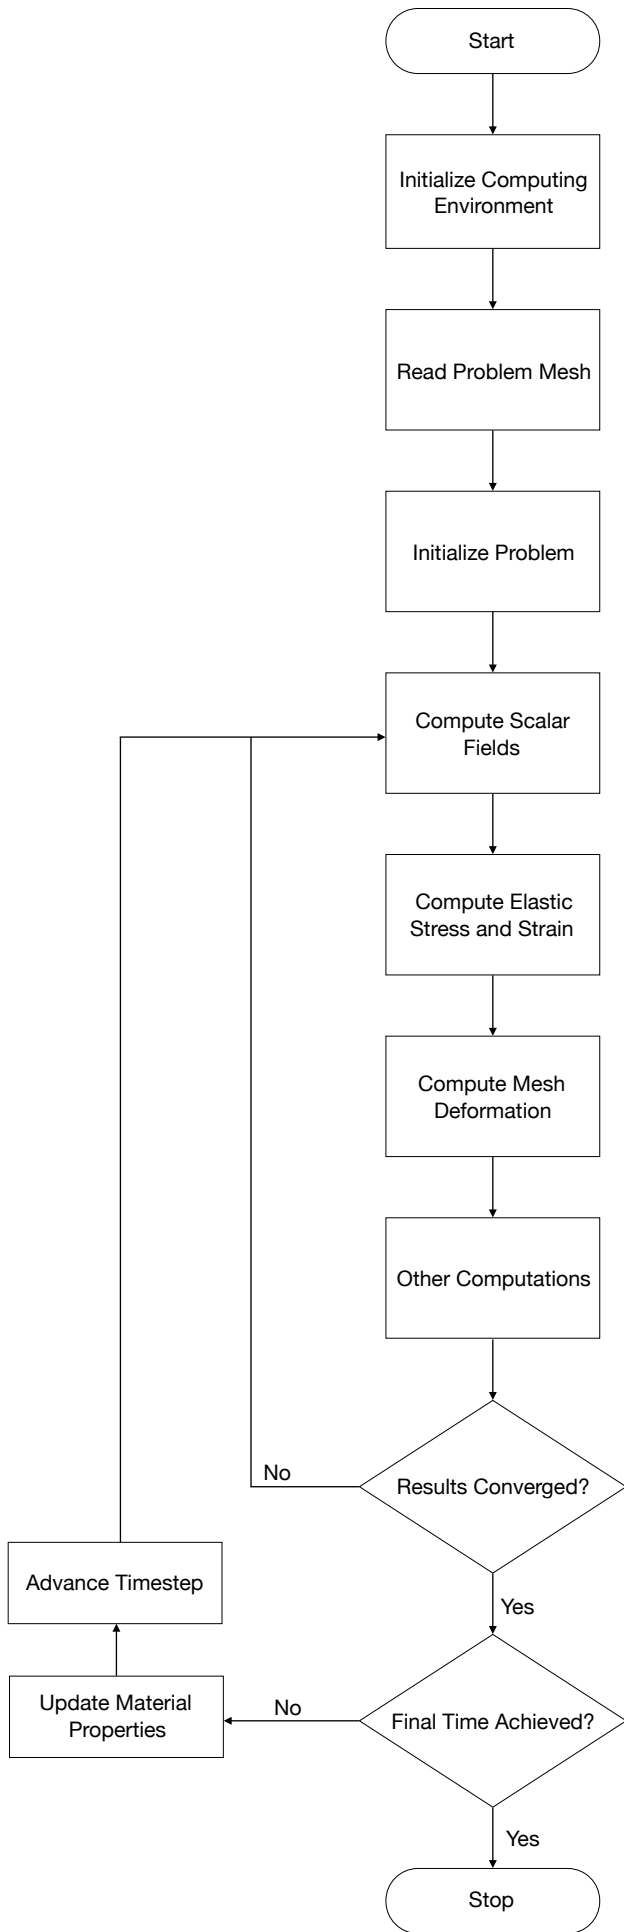 Start
Initialize Computing
Environment
Read Problem Mesh
Initialize Problem
Compute Scalar
Fields
Compute Elastic
Stress and Strain
Compute Mesh
Deformation
Other Computations
No
Results Converged?
Advance Timestep
Yes
Update Material
Properties
No
Final Time Achieved?
Yes
Stop